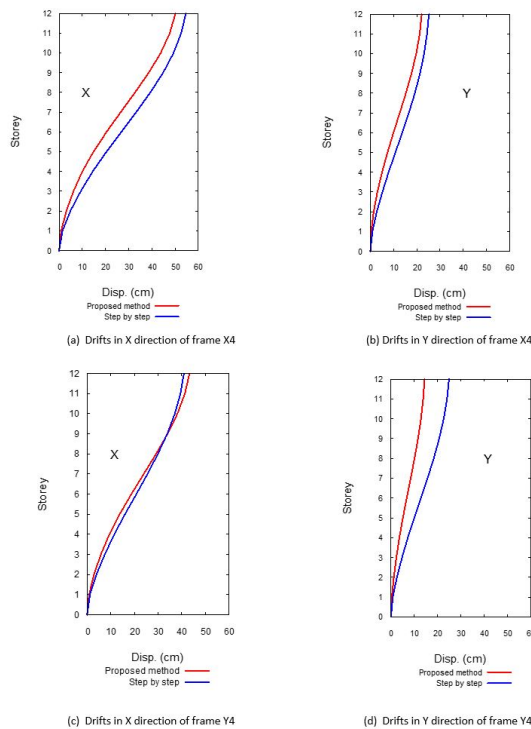 12
11
10
9
8
7
6
5
4
3
2
1
0
Storey
X
0 10 20 30 40 50 60
Disp. (cm)
Proposed method
Step by step
(a) Drifts in X direction of frame X4
12
11
10
9
8
7
6
5
4
3
2
1
0
Storey
Y
0 10 20 30 40 50 60
Disp. (cm)
Proposed method
Step by step
(b) Drifts in Y direction of frame X4
12
11
10
9
8
7
6
5
4
3
2
1
0
Storey
X
0 10 20 30 40 50 60
Disp. (cm)
Proposed method
Step by step
(c) Drifts in X direction of frame Y4
12
11
10
9
8
7
6
5
4
3
2
1
0
Storey
Y
0 10 20 30 40 50 60
Disp. (cm)
Proposed method
Step by step
(d) Drifts in Y direction of frame Y4